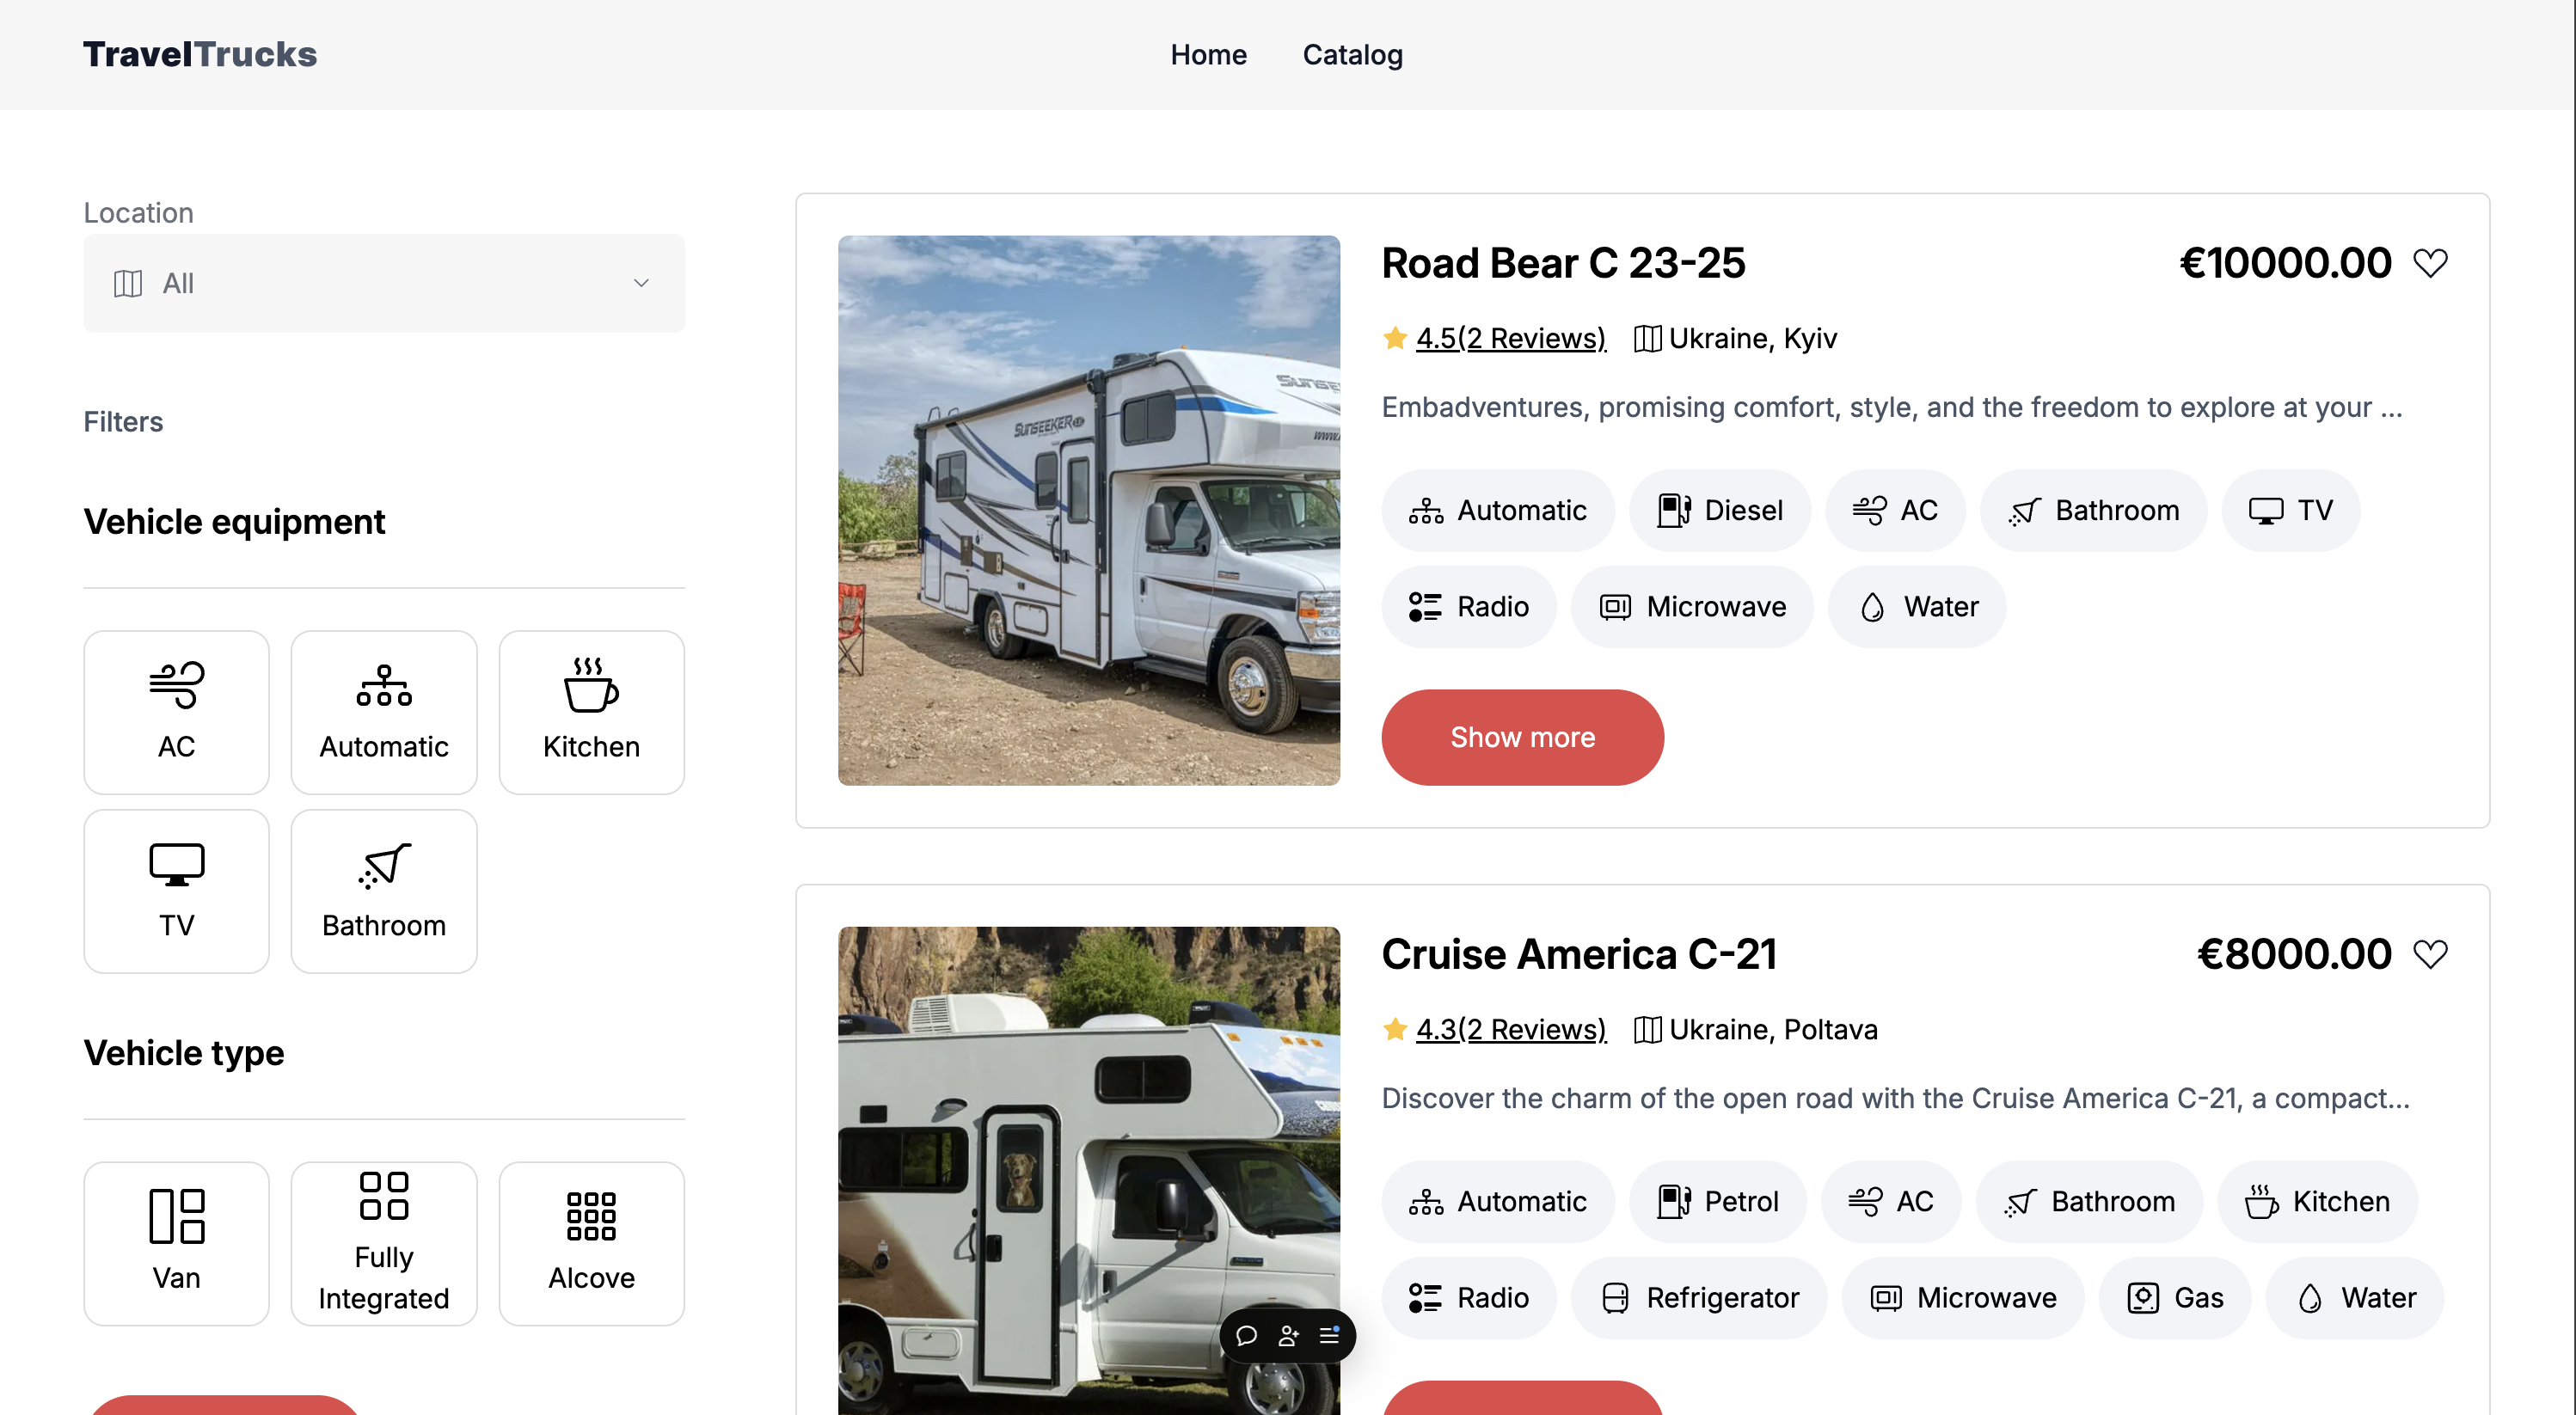 TravelTrucks
Home
Catalog
Location
All
Filters
Vehicle equipment
AC
Automatic
Kitchen
TV
Bathroom
Vehicle type
Van
Fully
Integrated
Alcove
Road Bear C 23-25
€10000.00
4.5(2 Reviews)
Ukraine, Kyiv
Embadventures, promising comfort, style, and the freedom to explore at your ...
Automatic
Diesel
AC
Bathroom
TV
Radio
Microwave
Water
Show more
SUNSEEKER
Cruise America C-21
€8000.00
4.3(2 Reviews)
Ukraine, Poltava
Discover the charm of the open road with the Cruise America C-21, a compact...
Automatic
Petrol
AC
Bathroom
Kitchen
Radio
Refrigerator
Microwave
Gas
Water